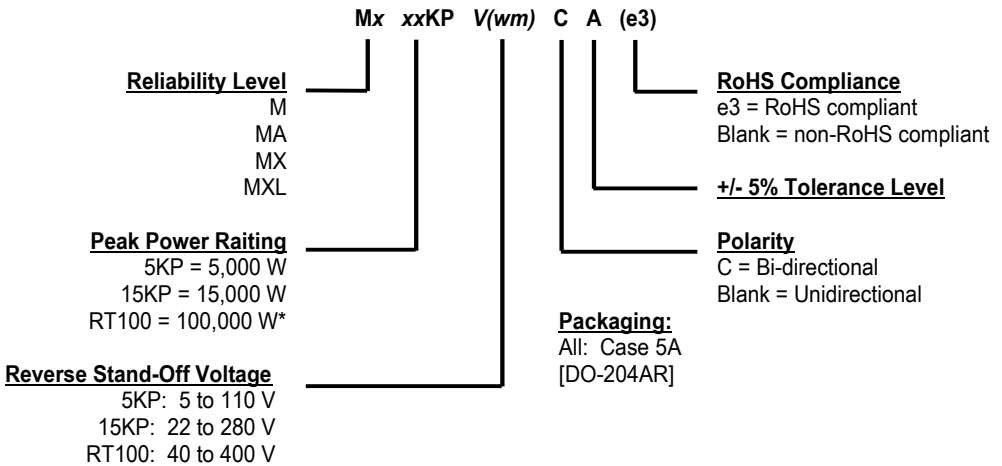 Mx xxKP V(wm) C A (e3)
Reliability Level
M
MA
MX
MXL
Peak Power Raiting
5KP = 5,000 W
15KP = 15,000 W
RT100 = 100,000 W*
Reverse Stand-Off Voltage
5KP: 5 to 110 V
15KP: 22 to 280 V
RT100: 40 to 400 V
RoHS Compliance
e3 = RoHS compliant
Blank = non-RoHS compliant
+/- 5% Tolerance Level
Polarity
C = Bi-directional
Blank = Unidirectional
Packaging:
All: Case 5A
[DO-204AR]